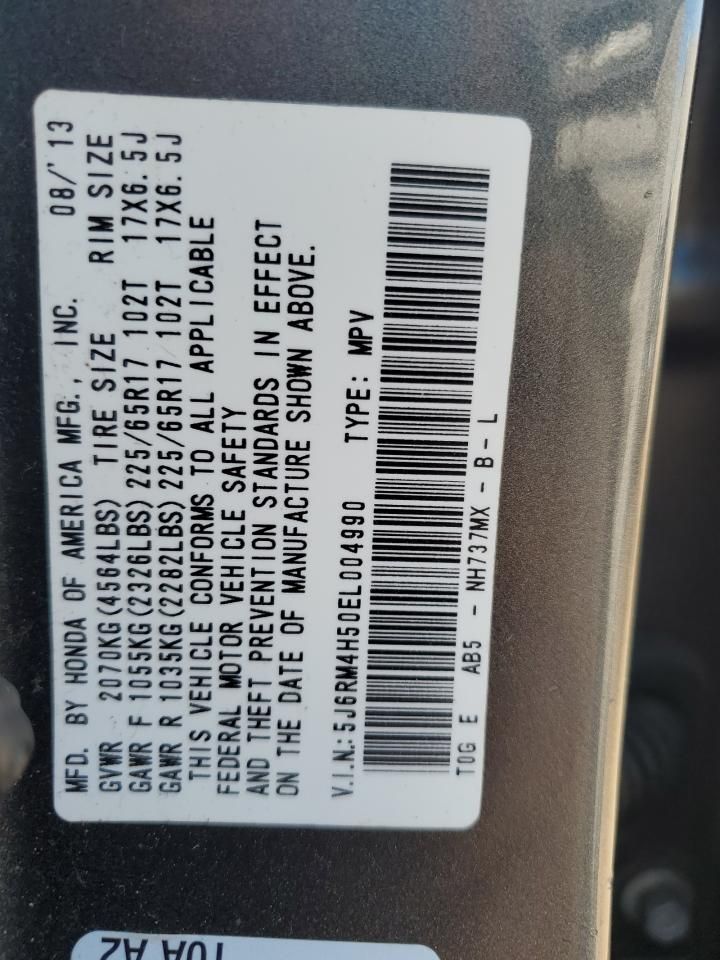 MFD. BY HONDA OF AMERICA MFG., INC. 08/'13
GVWR 2070KG(4564LBS) TIRE SIZE RIM SIZE
GAWR F 1055KG(2326LBS) 225/65R17 102T 17X6.5J
GAWR R 1035KG(2282LBS) 225/65R17 102T 17X6.5J
THIS VEHICLE CONFORMS TO ALL APPLICABLE
FEDERAL MOTOR VEHICLE SAFETY
AND THEFT PREVENTION STANDARDS IN EFFECT
ON THE DATE OF MANUFACTURE SHOWN ABOVE.
V.I.N.: 5J6RM4H50EL004990 TYPE: MPV
T0G E AB5 - NH737MX - B - L